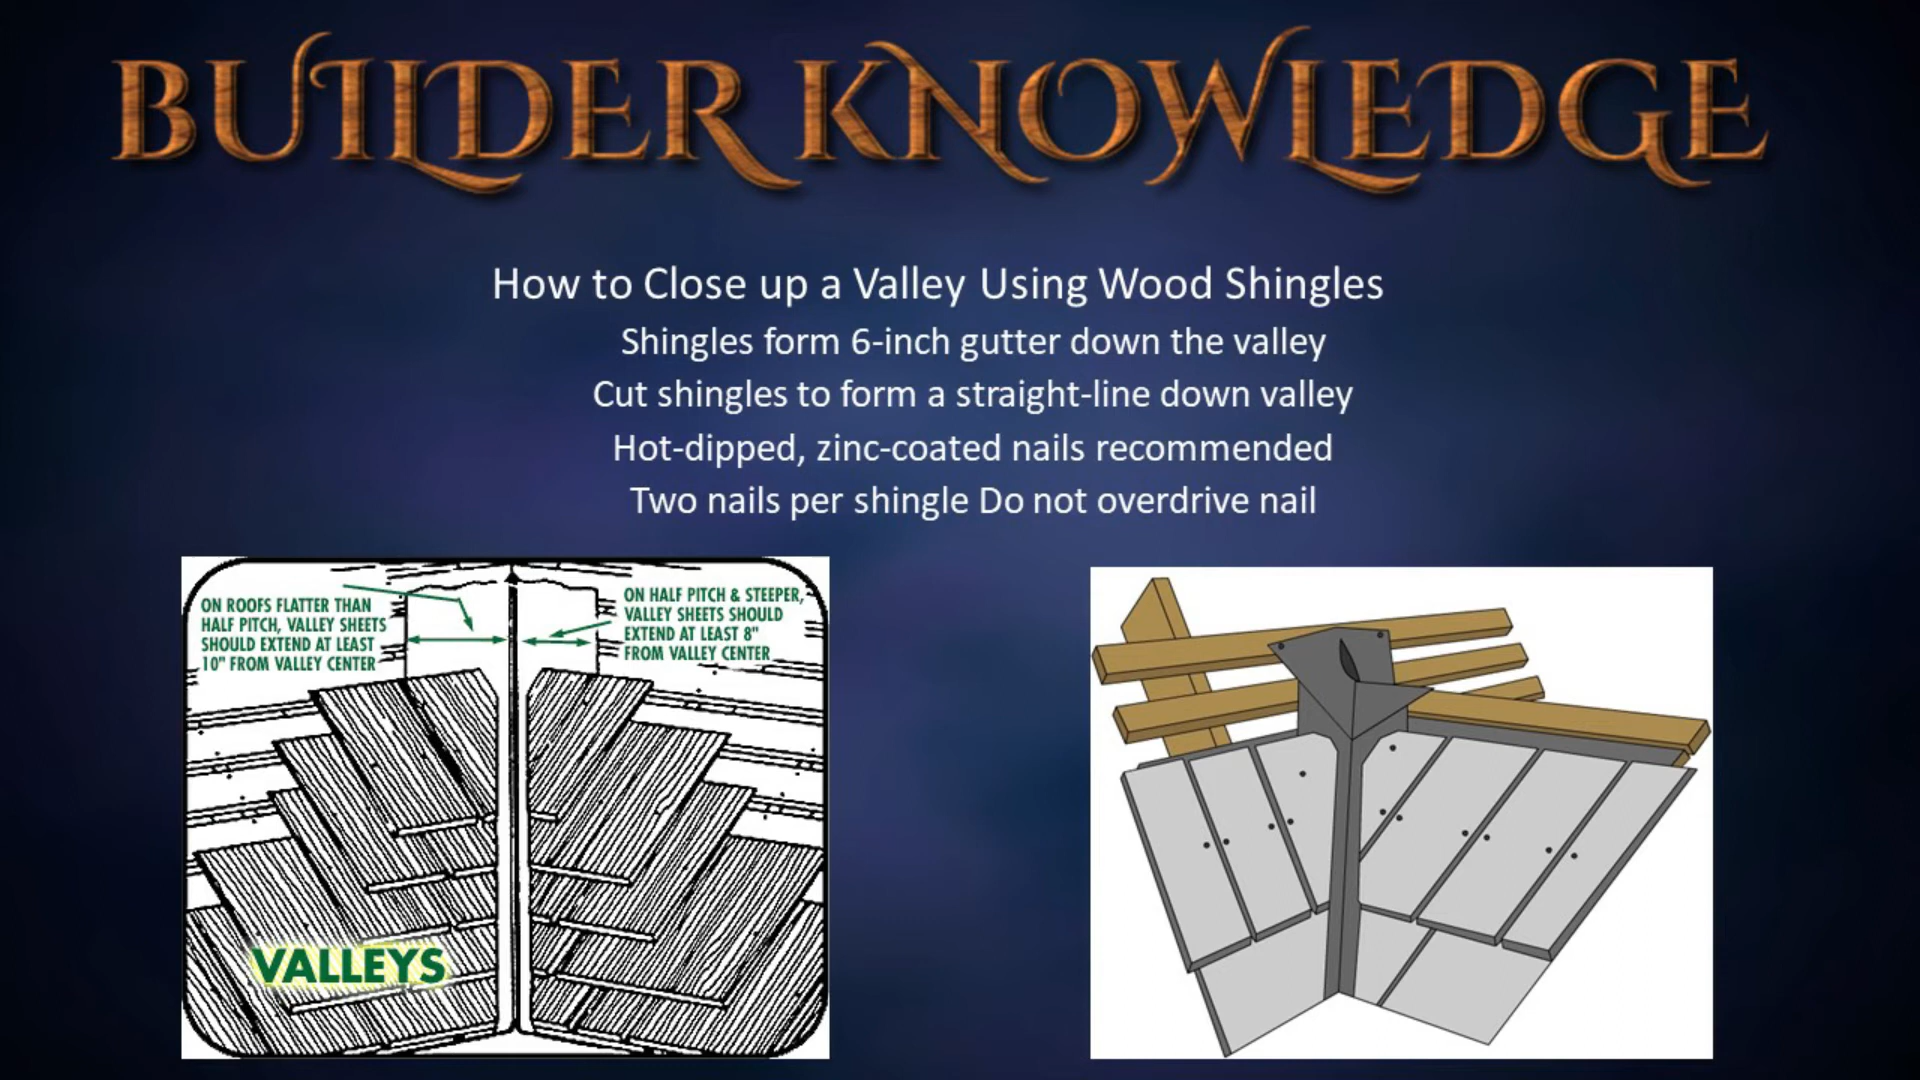 BUILDER KNOWLEDGE
How to Close up a Valley Using Wood Shingles
Shingles form 6-inch gutter down the valley
Cut shingles to form a straight-line down valley
Hot-dipped, zinc-coated nails recommended
Two nails per shingle Do not overdrive nail
ON ROOFS FLATTER THAN
HALF PITCH, VALLEY SHEETS
SHOULD EXTEND AT LEAST
10" FROM VALLEY CENTER
ON HALF PITCH & STEEPER,
VALLEY SHEETS SHOULD
EXTEND AT LEAST 8"
FROM VALLEY CENTER
VALLEYS